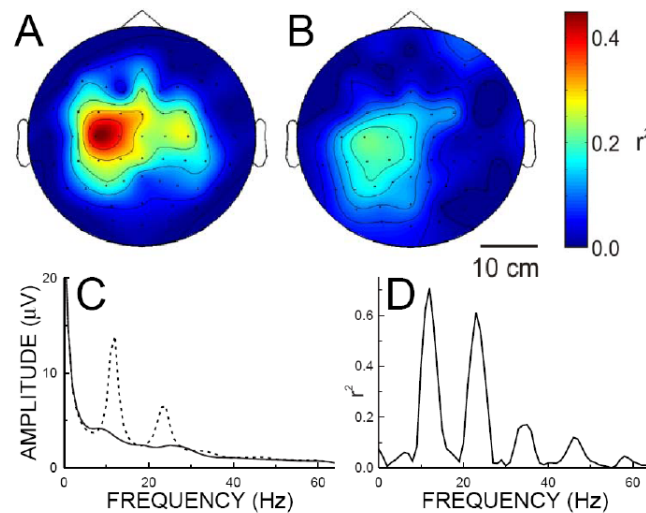 A
B
0.4
0.2
r²
0.0
10 cm
C
20
10
0
AMPLITUDE (μV)
0 20 40 60
FREQUENCY (Hz)
D
0.6
0.4
0.2
0.0
r²
0 20 40 60
FREQUENCY (Hz)